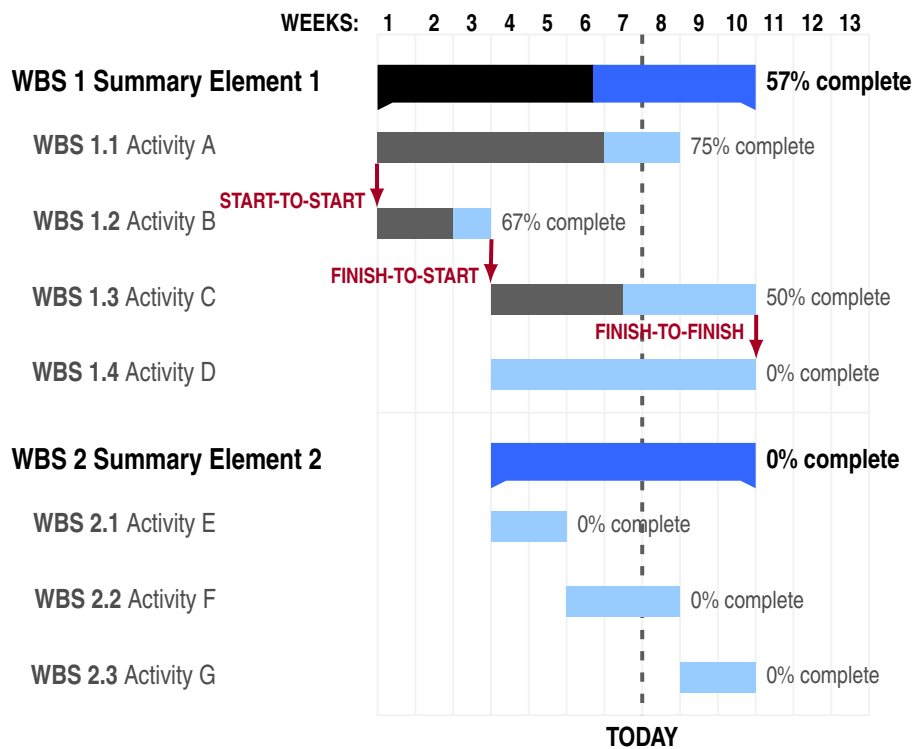 WEEKS: 1 2 3 4 5 6 7 8 9 10 11 12 13
WBS 1 Summary Element 1 57% complete
WBS 1.1 Activity A 75% complete
START-TO-START
WBS 1.2 Activity B 67% complete
FINISH-TO-START
WBS 1.3 Activity C 50% complete
FINISH-TO-FINISH
WBS 1.4 Activity D 0% complete
WBS 2 Summary Element 2 0% complete
WBS 2.1 Activity E 0% complete
WBS 2.2 Activity F 0% complete
WBS 2.3 Activity G 0% complete
TODAY